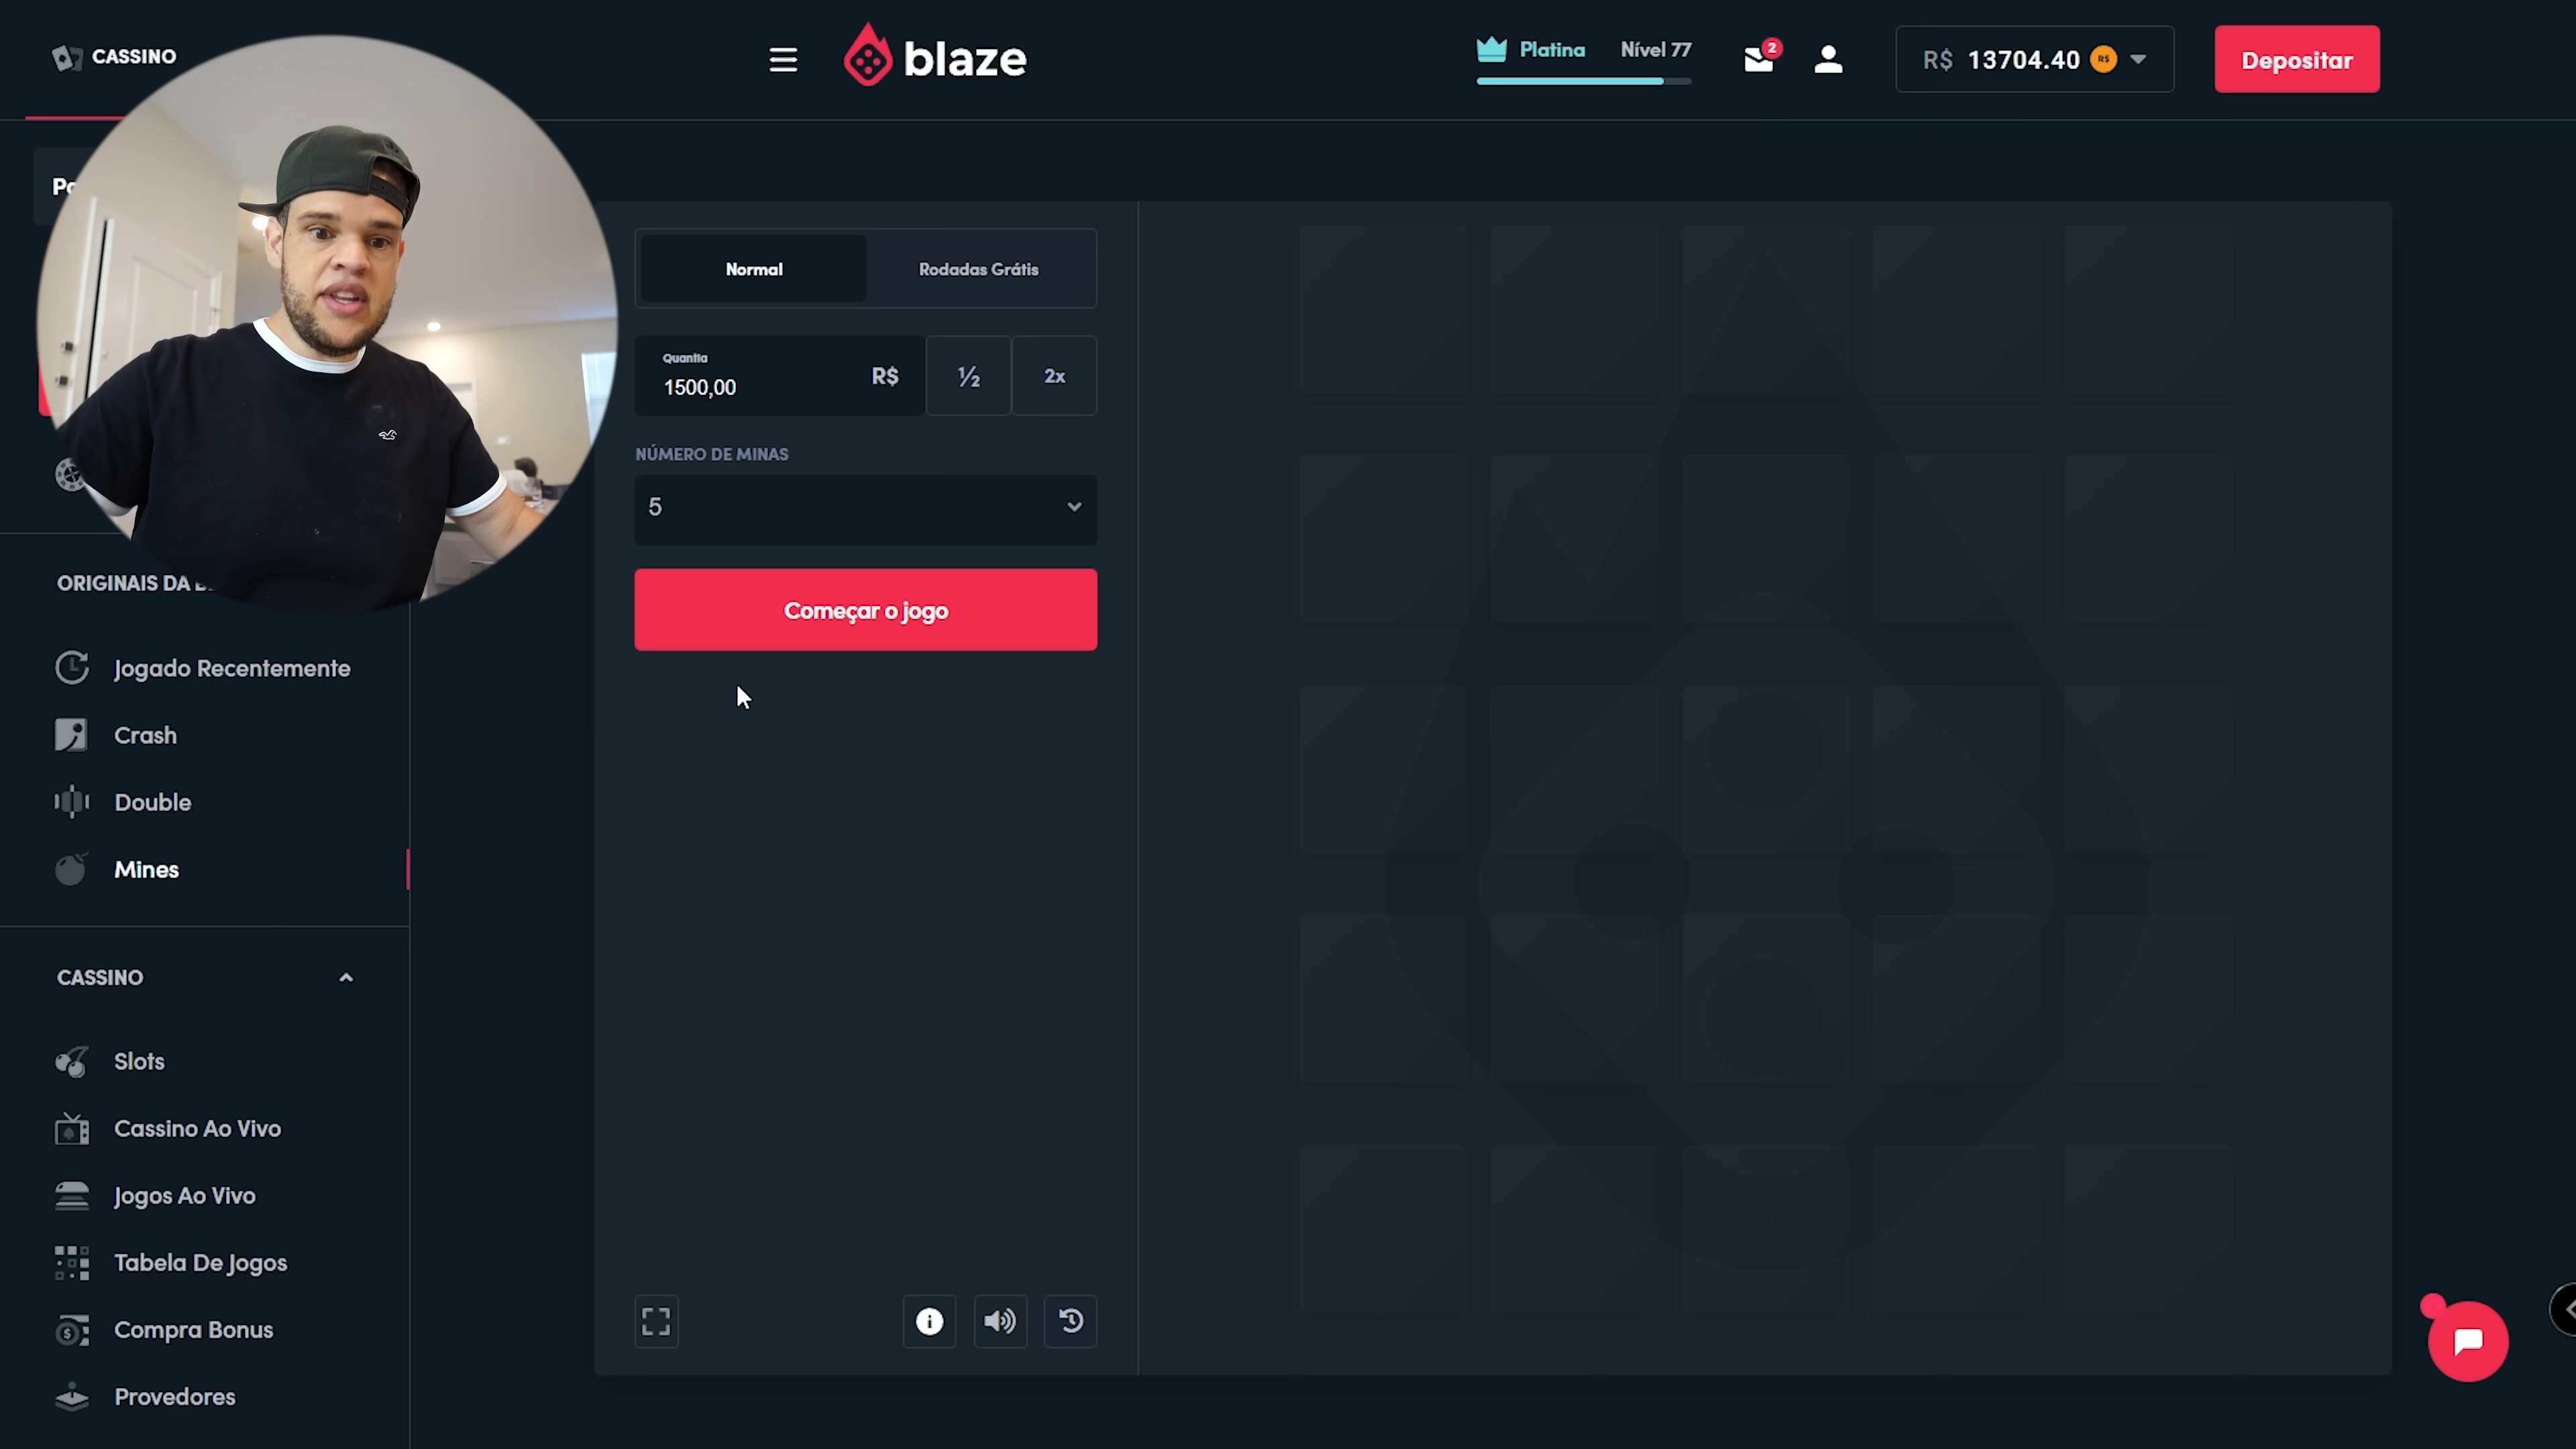 CASSINO
blaze
Platina
Nível 77
2
R$ 13704.40
R$
Depositar
Normal
Rodadas Grátis
Quantia
1500,00
R$
½
2x
NÚMERO DE MINAS
5
Começar o jogo
ORIGINAIS DA
Jogado Recentemente
Crash
Double
Mines
CASSINO
Slots
Cassino Ao Vivo
Jogos Ao Vivo
Tabela De Jogos
Compra Bonus
Provedores